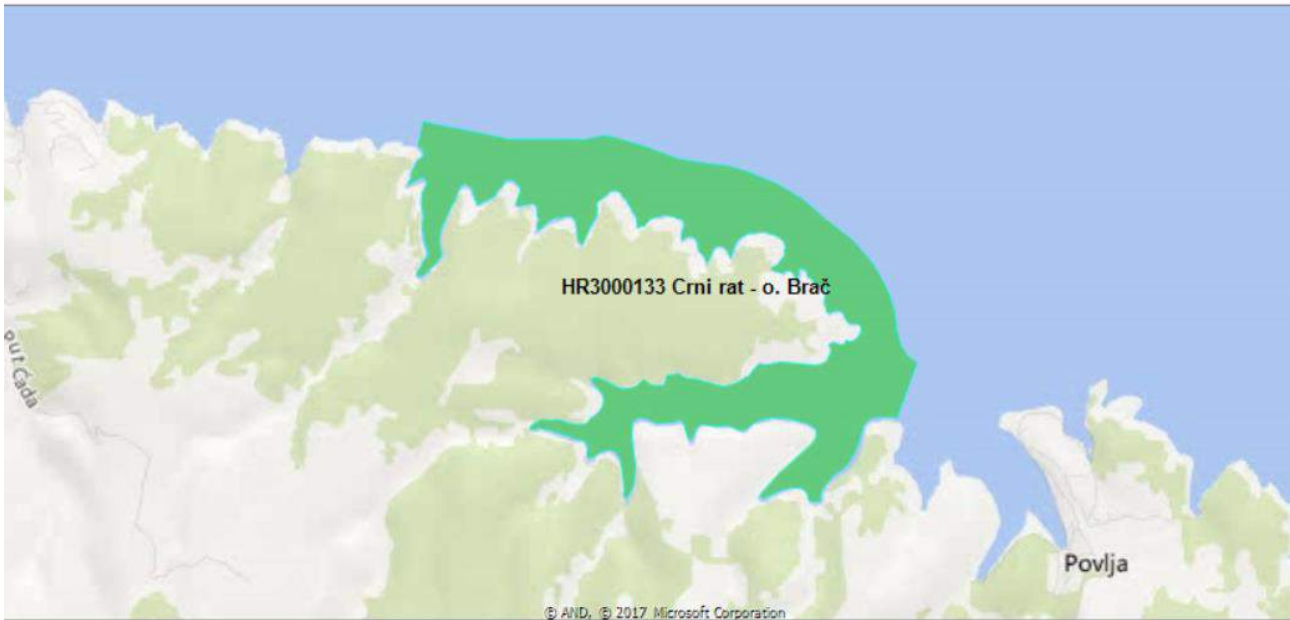 HR3000133 Crni rat - o. Brač
put Čada
Povlja
© AND, © 2017 Microsoft Corporation